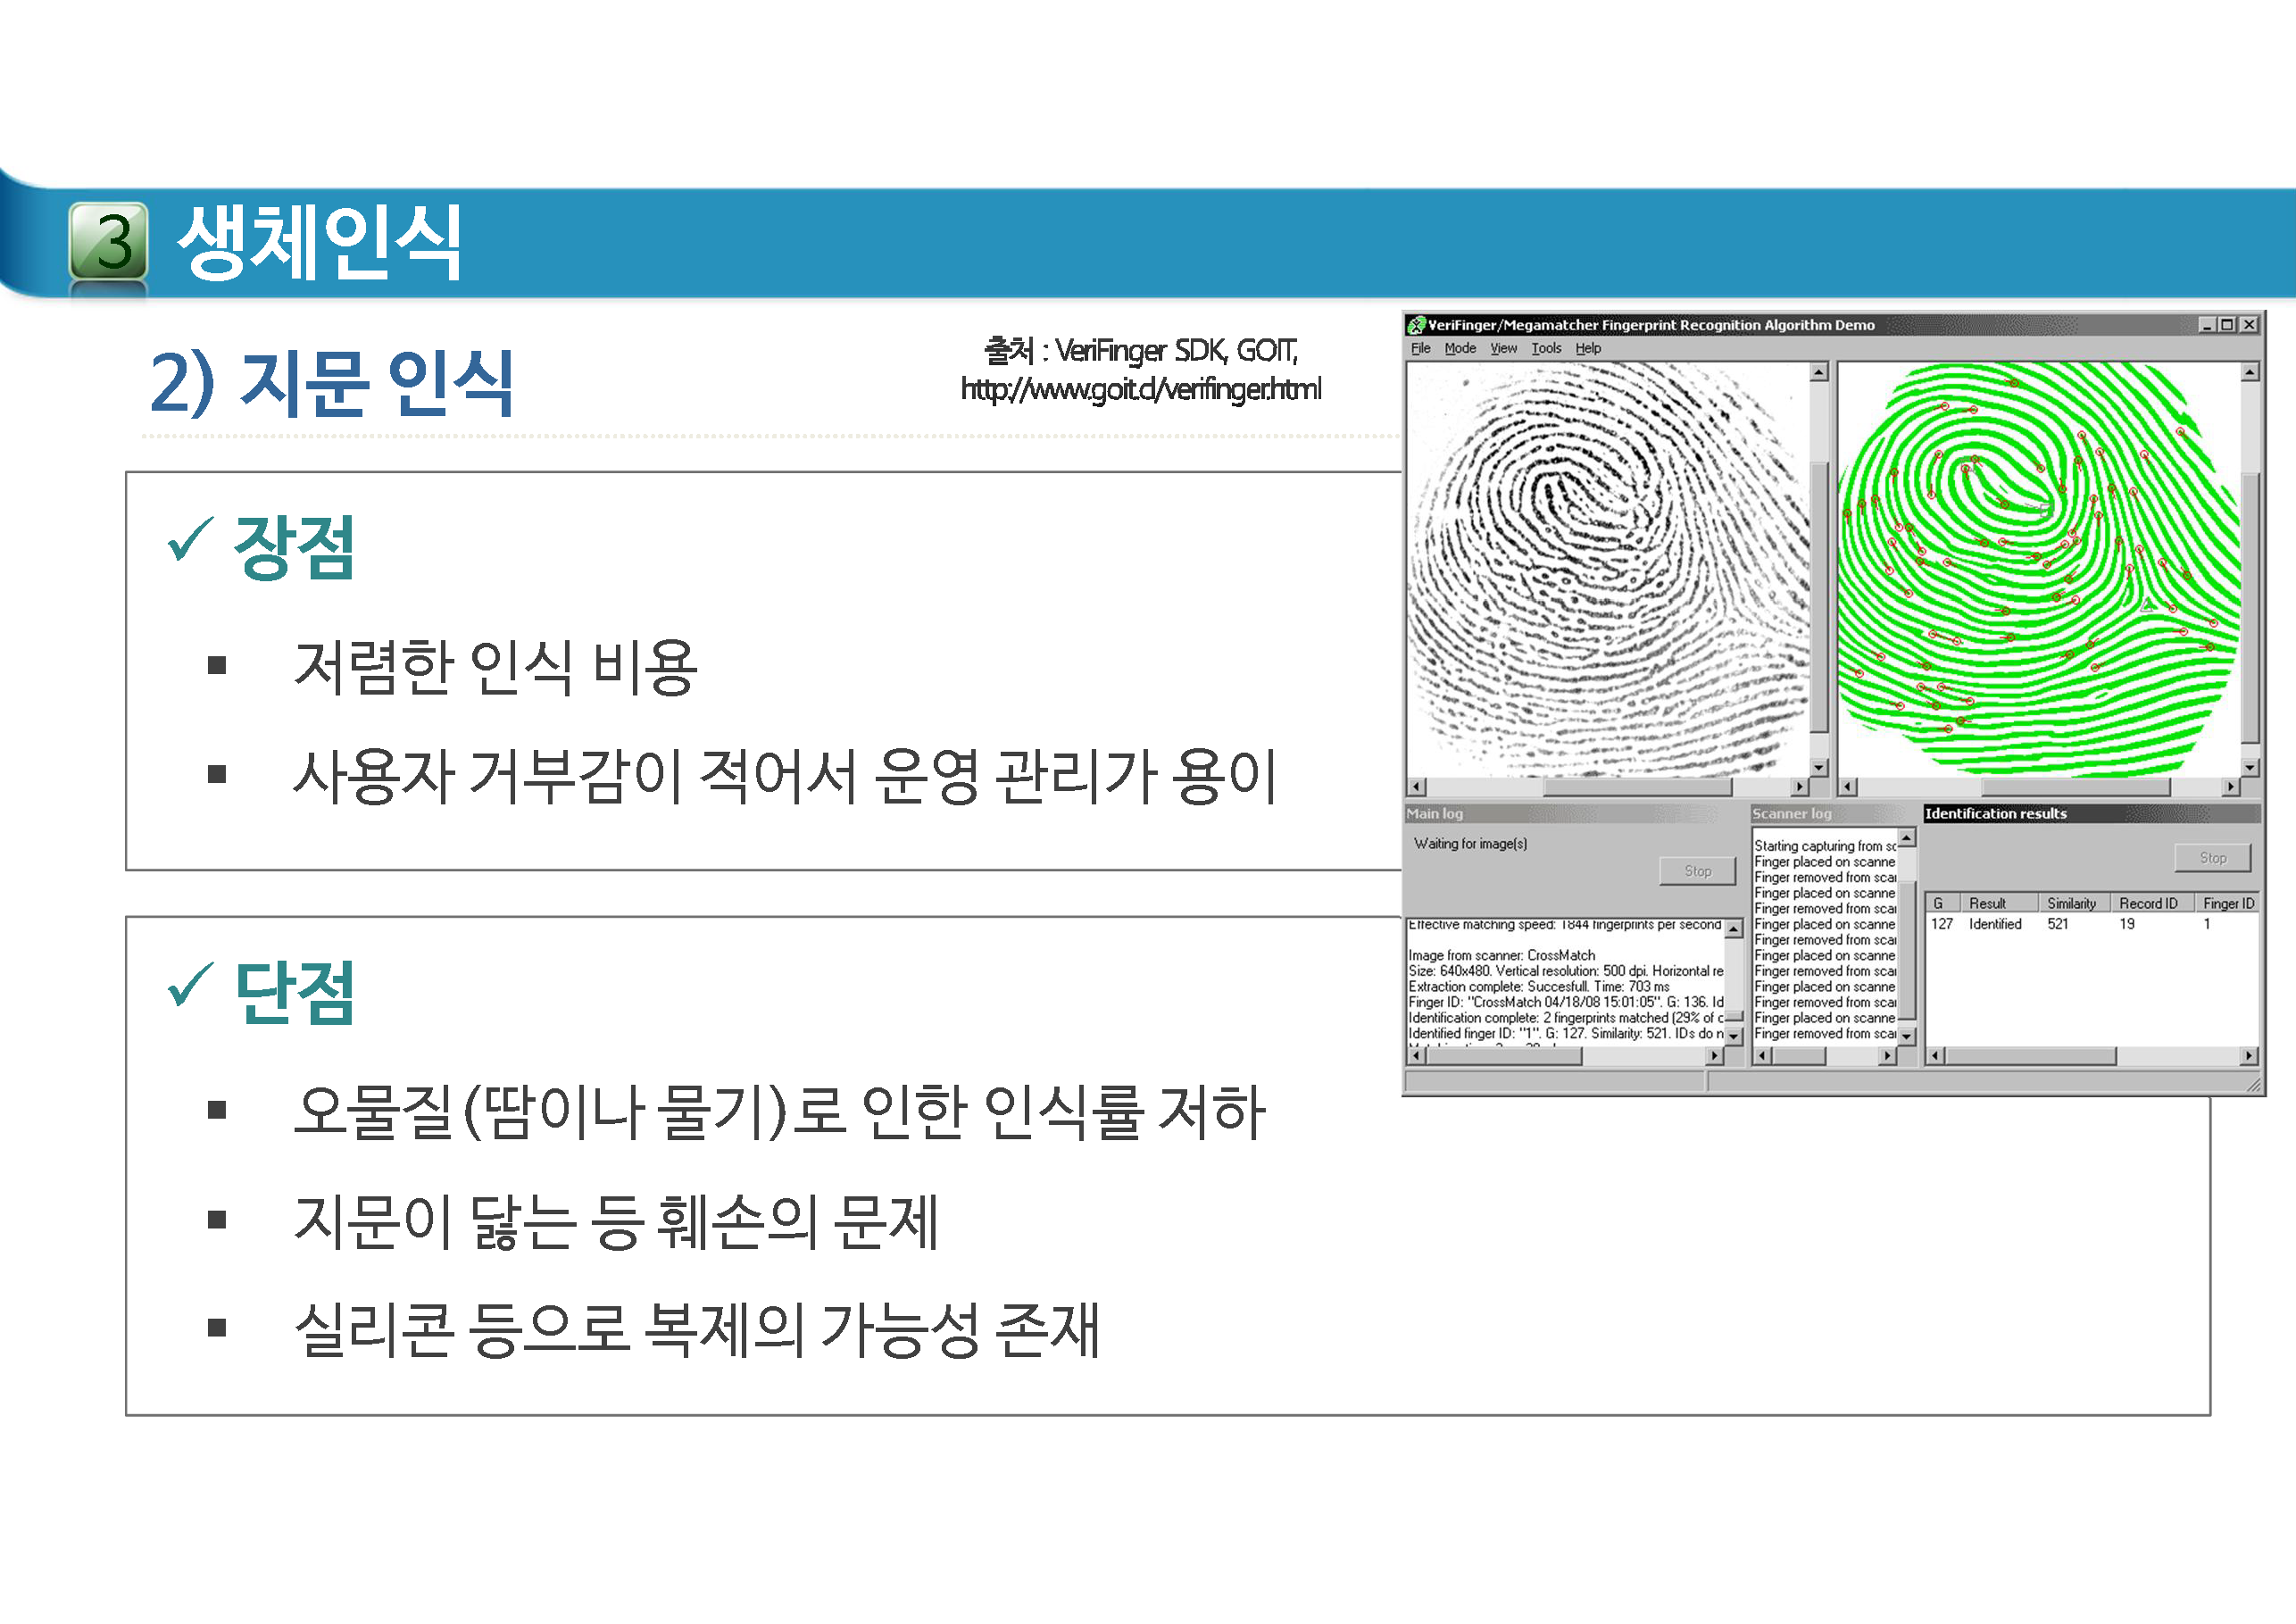 3 생체인식
2) 지문 인식
출처 : VeriFinger SDK, GOIT,
http://www.goit.cl/verifinger.html
✓ 장점
▪ 저렴한 인식 비용
▪ 사용자 거부감이 적어서 운영 관리가 용이
✓ 단점
▪ 오물질(땀이나 물기)로 인한 인식률 저하
▪ 지문이 닳는 등 훼손의 문제
▪ 실리콘 등으로 복제의 가능성 존재
VeriFinger/Megamatcher Fingerprint Recognition Algorithm Demo
File Mode View Tools Help
Main log
Waiting for image(s)
Stop
Effective matching speed: 1844 fingerprints per second
Image from scanner: CrossMatch
Size: 640x480. Vertical resolution: 500 dpi. Horizontal re
Extraction complete: Succesfull. Time: 703 ms
Finger ID: "CrossMatch 04/18/08 15:01:05". G: 136. Id
Identification complete: 2 fingerprints matched (29% of c
Identified finger ID: "1". G: 127. Similarity: 521. IDs do n
Scanner log
Starting capturing from sc
Finger placed on scanne
Finger removed from scar
Finger placed on scanne
Finger removed from scar
Finger placed on scanne
Finger removed from scar
Finger placed on scanne
Finger removed from scar
Finger placed on scanne
Finger removed from scar
Finger placed on scanne
Finger removed from scar
Identification results
Stop
G Result Similarity Record ID Finger ID
127 Identified 521 19 1